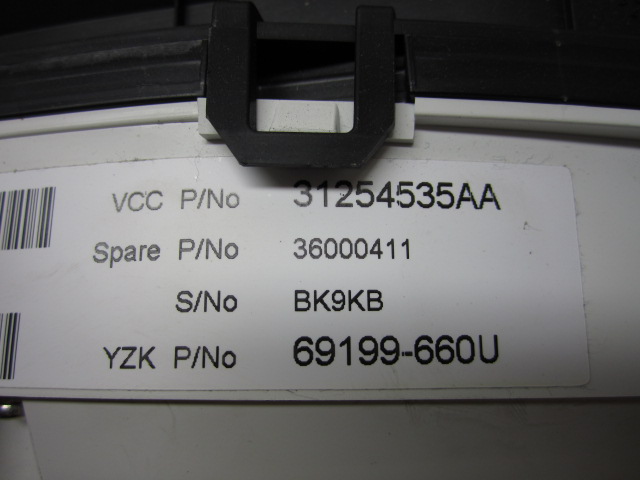 VCC P/No 31254535AA
Spare P/No 36000411
S/No BK9KB
YZK P/No 69199-660U